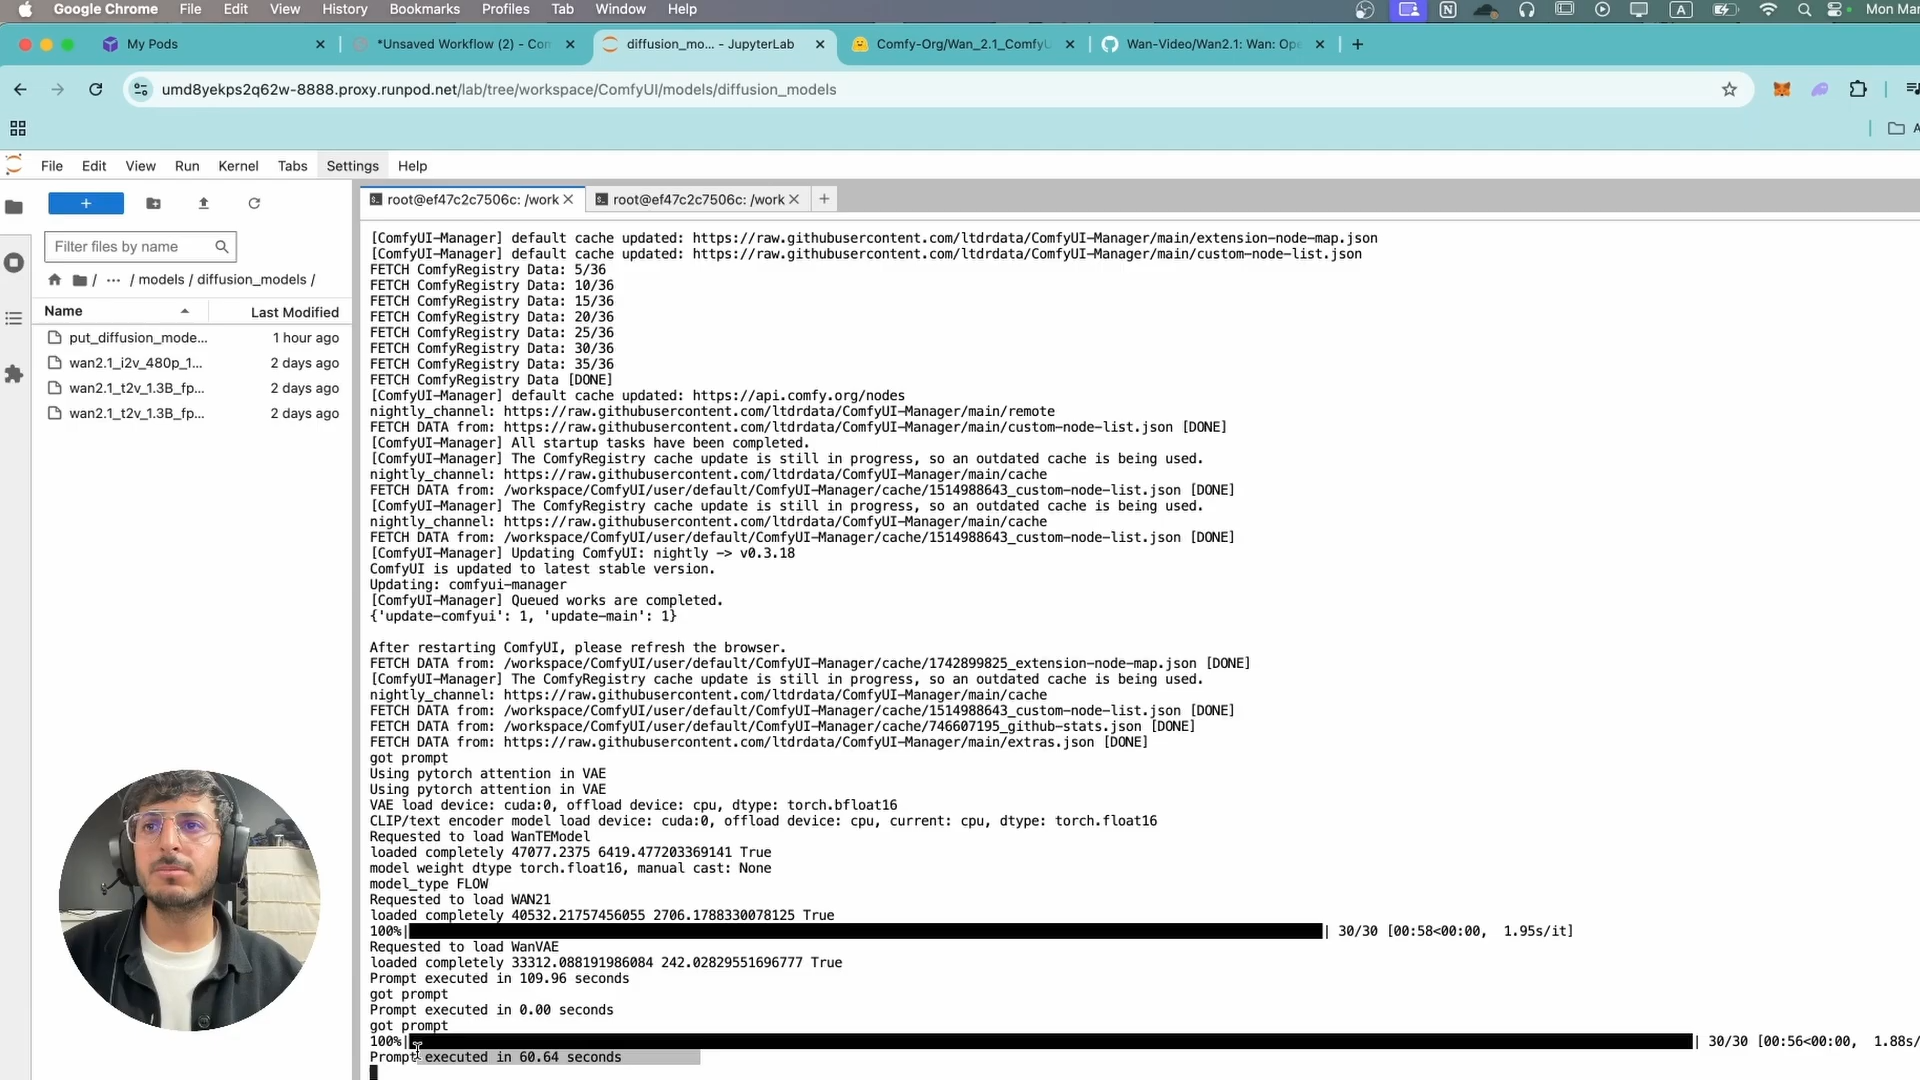 Google Chrome File Edit View History Bookmarks Profiles Tab Window Help A Mon Mar
My Pods *Unsaved Workflow (2) - Com diffusion_mo... - JupyterLab Comfy-Org/Wan_2.1_ComfyU Wan-Video/Wan2.1: Wan: Ope
umd8yekps2q62w-8888.proxy.runpod.net/lab/tree/workspace/ComfyUI/models/diffusion_models
A
File Edit View Run Kernel Tabs Settings Help
root@ef47c2c7506c: /work root@ef47c2c7506c: /work
Filter files by name
/ ... / models / diffusion_models /
Name Last Modified
put_diffusion_mode... 1 hour ago
wan2.1_i2v_480p_1... 2 days ago
wan2.1_t2v_1.3B_fp... 2 days ago
wan2.1_t2v_1.3B_fp... 2 days ago
[ComfyUI-Manager] default cache updated: https://raw.githubusercontent.com/ltdrdata/ComfyUI-Manager/main/extension-node-map.json
[ComfyUI-Manager] default cache updated: https://raw.githubusercontent.com/ltdrdata/ComfyUI-Manager/main/custom-node-list.json
FETCH ComfyRegistry Data: 5/36
FETCH ComfyRegistry Data: 10/36
FETCH ComfyRegistry Data: 15/36
FETCH ComfyRegistry Data: 20/36
FETCH ComfyRegistry Data: 25/36
FETCH ComfyRegistry Data: 30/36
FETCH ComfyRegistry Data: 35/36
FETCH ComfyRegistry Data [DONE]
[ComfyUI-Manager] default cache updated: https://api.comfy.org/nodes
nightly_channel: https://raw.githubusercontent.com/ltdrdata/ComfyUI-Manager/main/remote
FETCH DATA from: https://raw.githubusercontent.com/ltdrdata/ComfyUI-Manager/main/custom-node-list.json [DONE]
[ComfyUI-Manager] All startup tasks have been completed.
[ComfyUI-Manager] The ComfyRegistry cache update is still in progress, so an outdated cache is being used.
nightly_channel: https://raw.githubusercontent.com/ltdrdata/ComfyUI-Manager/main/cache
FETCH DATA from: /workspace/ComfyUI/user/default/ComfyUI-Manager/cache/1514988643_custom-node-list.json [DONE]
[ComfyUI-Manager] The ComfyRegistry cache update is still in progress, so an outdated cache is being used.
nightly_channel: https://raw.githubusercontent.com/ltdrdata/ComfyUI-Manager/main/cache
FETCH DATA from: /workspace/ComfyUI/user/default/ComfyUI-Manager/cache/1514988643_custom-node-list.json [DONE]
[ComfyUI-Manager] Updating ComfyUI: nightly -> v0.3.18
ComfyUI is updated to latest stable version.
Updating: comfyui-manager
[ComfyUI-Manager] Queued works are completed.
{'update-comfyui': 1, 'update-main': 1}
After restarting ComfyUI, please refresh the browser.
FETCH DATA from: /workspace/ComfyUI/user/default/ComfyUI-Manager/cache/1742899825_extension-node-map.json [DONE]
[ComfyUI-Manager] The ComfyRegistry cache update is still in progress, so an outdated cache is being used.
nightly_channel: https://raw.githubusercontent.com/ltdrdata/ComfyUI-Manager/main/cache
FETCH DATA from: /workspace/ComfyUI/user/default/ComfyUI-Manager/cache/1514988643_custom-node-list.json [DONE]
FETCH DATA from: /workspace/ComfyUI/user/default/ComfyUI-Manager/cache/746607195_github-stats.json [DONE]
FETCH DATA from: https://raw.githubusercontent.com/ltdrdata/ComfyUI-Manager/main/extras.json [DONE]
got prompt
Using pytorch attention in VAE
Using pytorch attention in VAE
VAE load device: cuda:0, offload device: cpu, dtype: torch.bfloat16
CLIP/text encoder model load device: cuda:0, offload device: cpu, current: cpu, dtype: torch.float16
Requested to load WanTEModel
loaded completely 47077.2375 6419.477203369141 True
model weight dtype torch.float16, manual cast: None
model_type FLOW
Requested to load WAN21
loaded completely 40532.21757456055 2706.1788330078125 True
100%| | 30/30 [00:58<00:00, 1.95s/it]
Requested to load WanVAE
loaded completely 33312.088191986084 242.02829551696777 True
Prompt executed in 109.96 seconds
got prompt
Prompt executed in 0.00 seconds
got prompt
100%| | 30/30 [00:56<00:00, 1.88s/
Prompt executed in 60.64 seconds